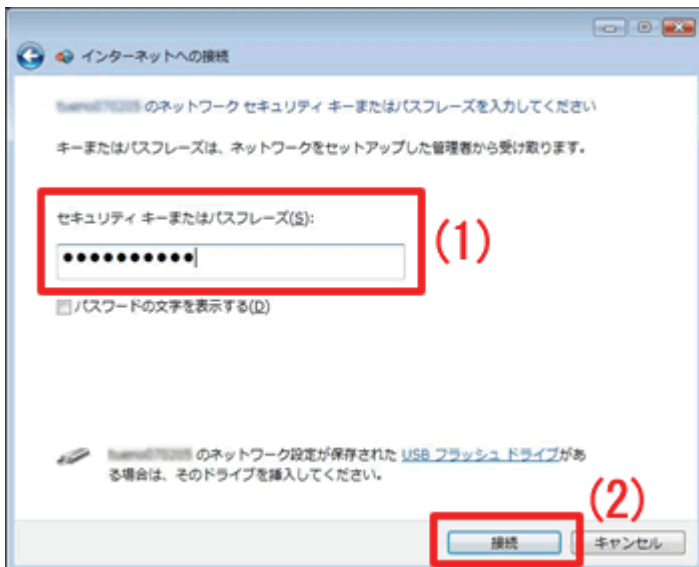 インターネットへの接続
のネットワーク セキュリティ キーまたはパスフレーズを入力してください
キーまたはパスフレーズは、ネットワークをセットアップした管理者から受け取ります。
セキュリティ キーまたはパスフレーズ(S):
(1)
●●●●●●●●●●
パスワードの文字を表示する(D)
のネットワーク設定が保存された USB フラッシュ ドライブがあ
る場合は、そのドライブを挿入してください。
(2)
接続 キャンセル